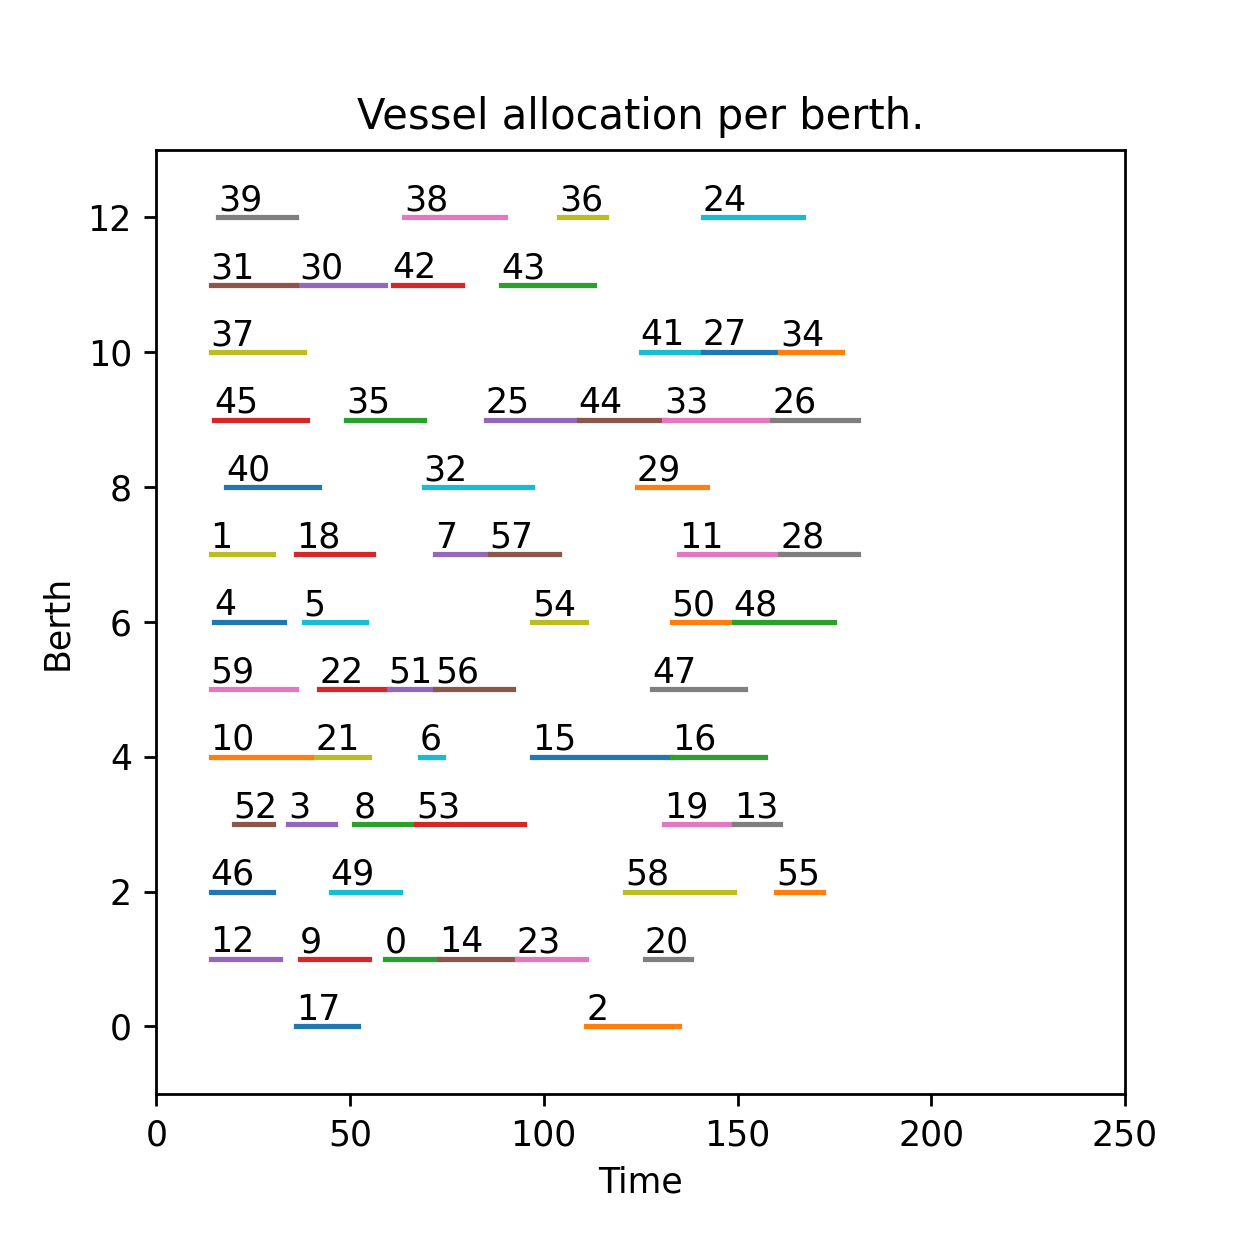 Vessel allocation per berth.
39 38 36 24
12
31 30 42 43
37 41 27 34
10
45 35 25 44 33 26
40 32 29
8
1 18 7 57 11 28
4 5 54 50 48
6
59 22 51 56 47
10 21 6 15 16
4
52 3 8 53 19 13
46 49 58 55
2
12 9 0 14 23 20
17 2
0
Berth
0 50 100 150 200 250
Time